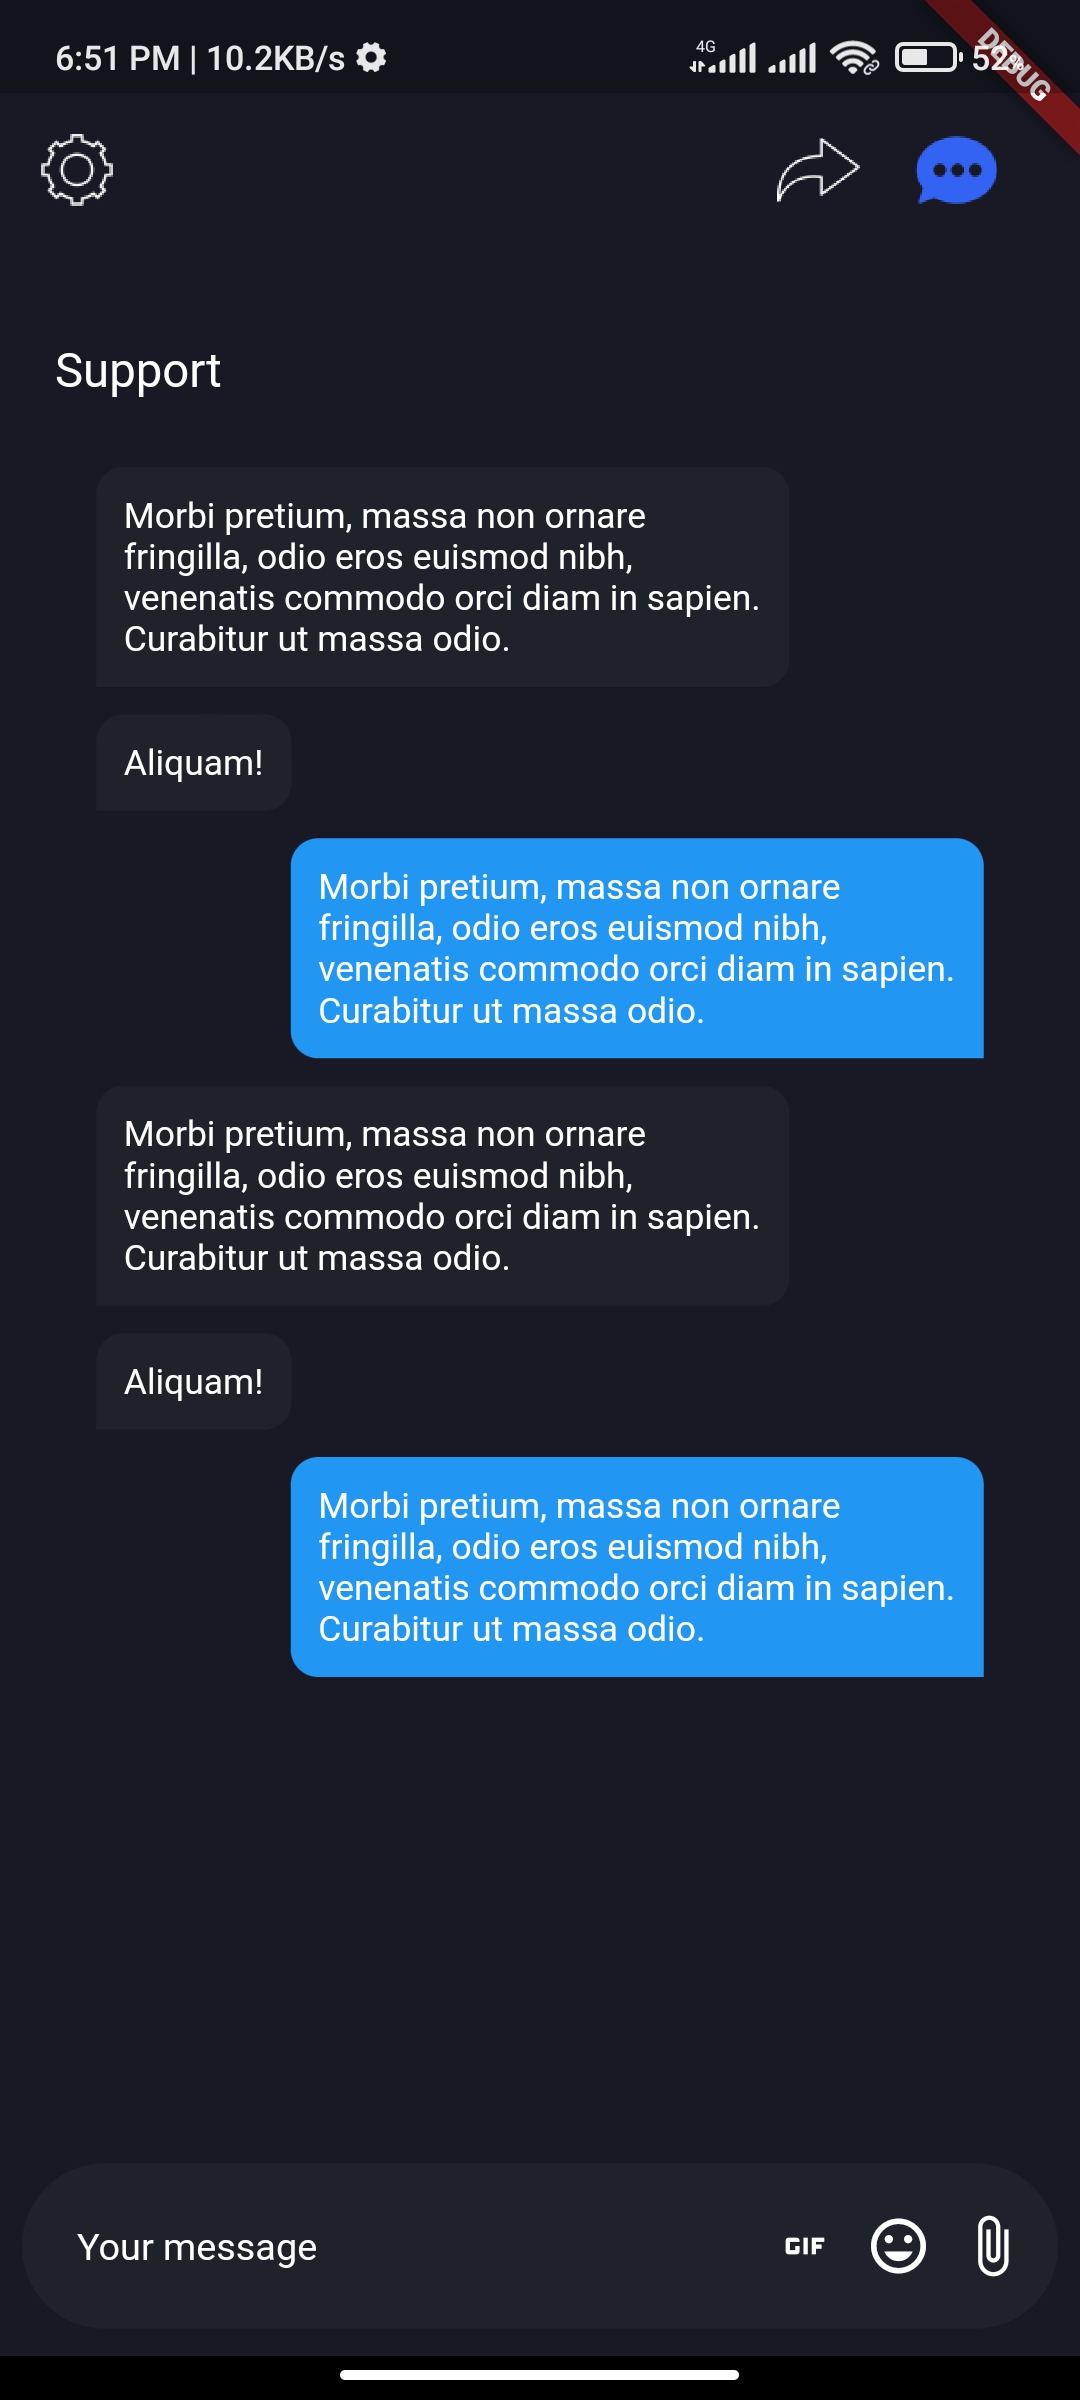 6:51 PM | 10.2KB/s
4G
DEBUG
Support
Morbi pretium, massa non ornare
fringilla, odio eros euismod nibh,
venenatis commodo orci diam in sapien.
Curabitur ut massa odio.
Aliquam!
Morbi pretium, massa non ornare
fringilla, odio eros euismod nibh,
venenatis commodo orci diam in sapien.
Curabitur ut massa odio.
Morbi pretium, massa non ornare
fringilla, odio eros euismod nibh,
venenatis commodo orci diam in sapien.
Curabitur ut massa odio.
Aliquam!
Morbi pretium, massa non ornare
fringilla, odio eros euismod nibh,
venenatis commodo orci diam in sapien.
Curabitur ut massa odio.
Your message
GIF